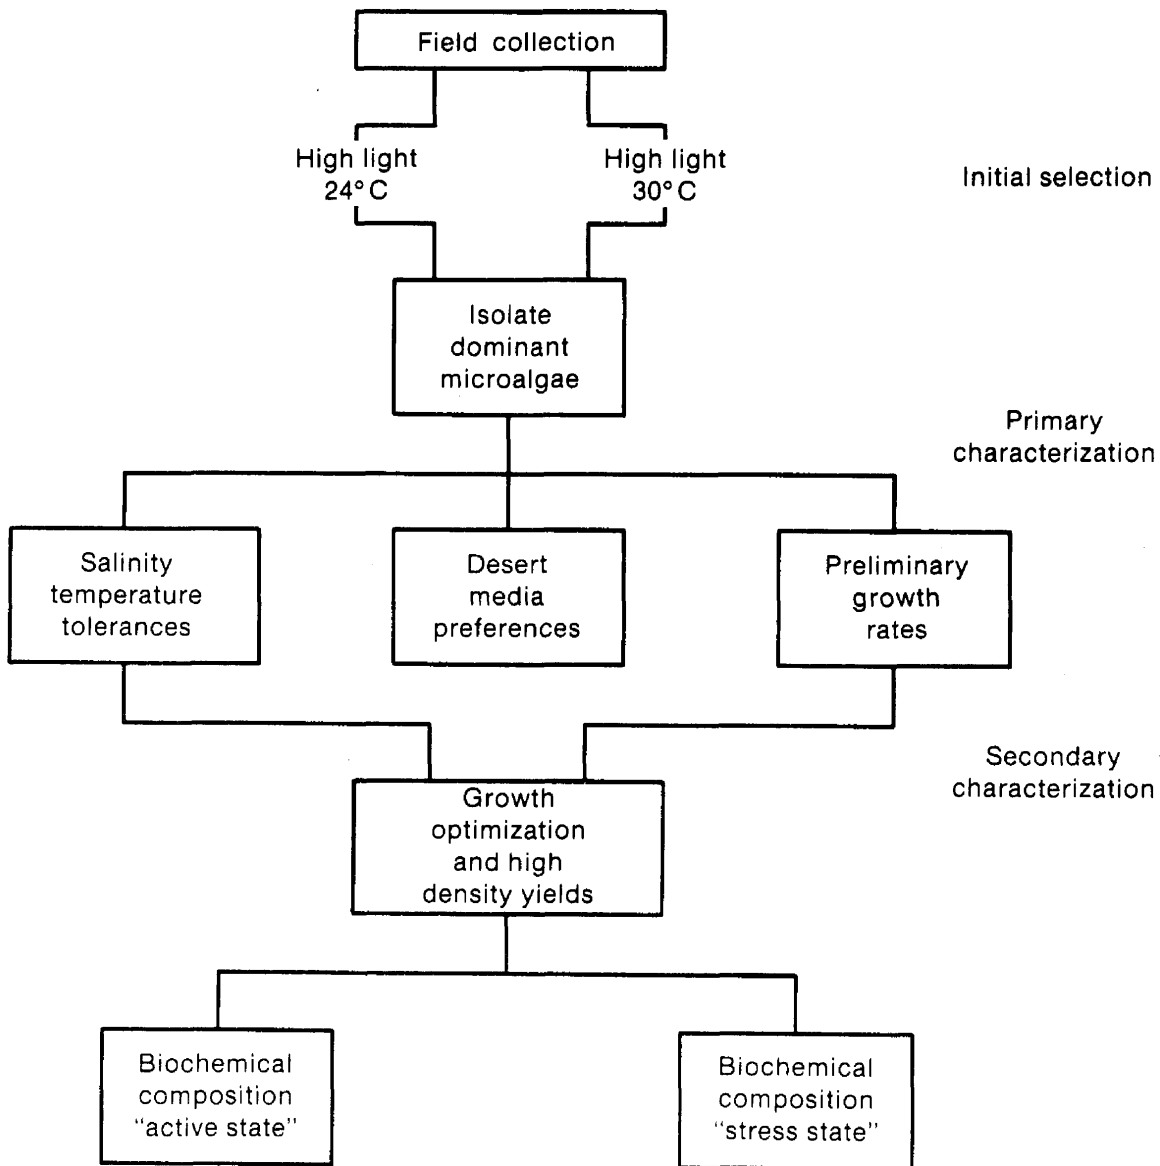 Field collection
High light
24°C
High light
30°C
Initial selection
Isolate
dominant
microalgae
Primary
characterization
Salinity
temperature
tolerances
Desert
media
preferences
Preliminary
growth
rates
Secondary
characterization
Growth
optimization
and high
density yields
Biochemical
composition
"active state"
Biochemical
composition
"stress state"